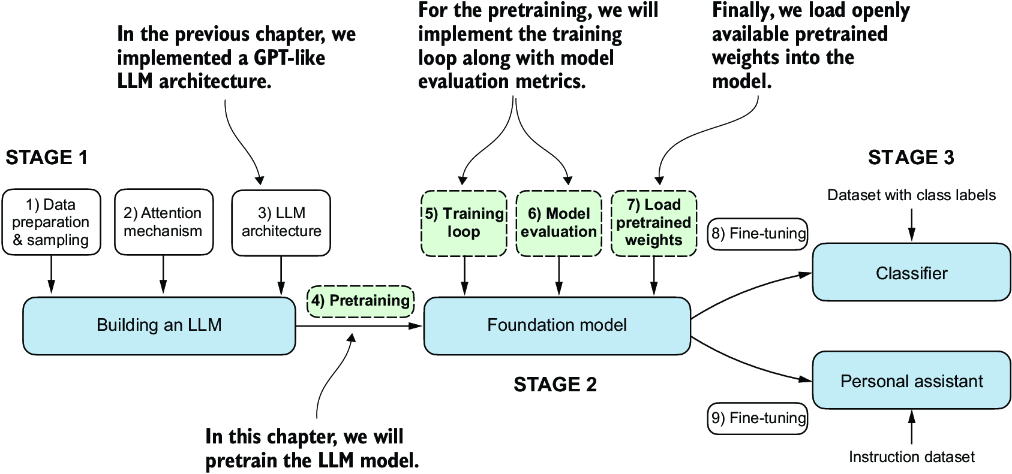 In the previous chapter, we
implemented a GPT-like
LLM architecture.
For the pretraining, we will
implement the training
loop along with model
evaluation metrics.
Finally, we load openly
available pretrained
weights into the
model.
STAGE 1
1) Data
preparation
& sampling
2) Attention
mechanism
3) LLM
architecture
4) Pretraining
Building an LLM
In this chapter, we will
pretrain the LLM model.
5) Training
loop
6) Model
evaluation
7) Load
pretrained
weights
Foundation model
STAGE 2
STAGE 3
Dataset with class labels
8) Fine-tuning
Classifier
Personal assistant
9) Fine-tuning
Instruction dataset